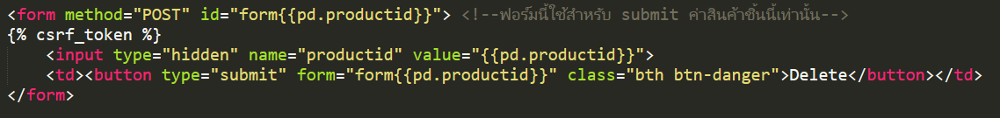 <form method="POST" id="form{{pd.productid}}"> <!--ฟอร์มนี้ใช้สำหรับ submit ค่าสินค้าชิ้นนี้เท่านั้น-->
{% csrf_token %}
    <input type="hidden" name="productid" value="{{pd.productid}}">
    <td><button type="submit" form="form{{pd.productid}}" class="bth btn-danger">Delete</button></td>
</form>